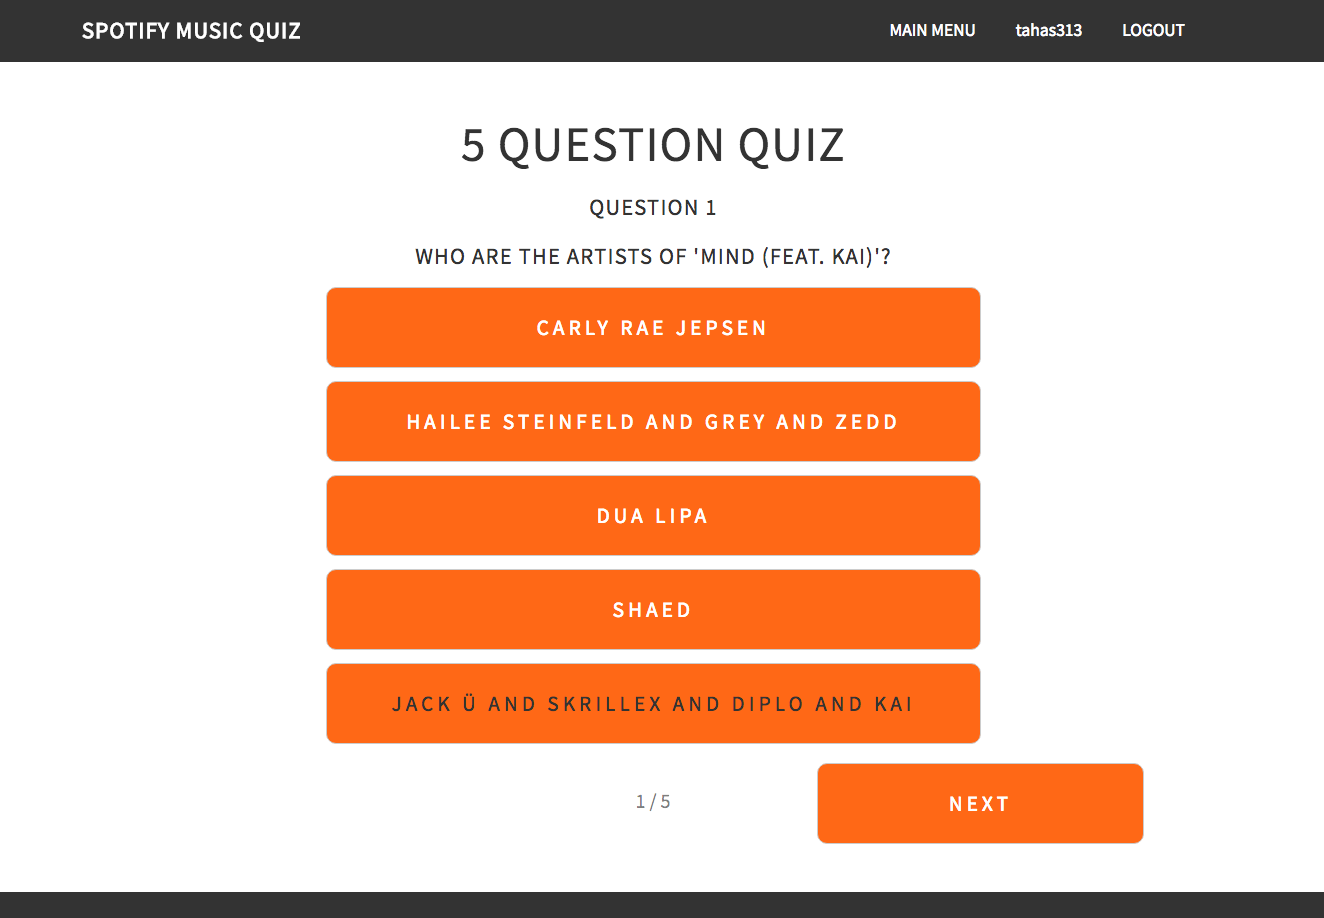 SPOTIFY MUSIC QUIZ
MAIN MENU
tahas313
LOGOUT
5 QUESTION QUIZ
QUESTION 1
WHO ARE THE ARTISTS OF 'MIND (FEAT. KAI)'?
CARLY RAE JEPSEN
HAILEE STEINFELD AND GREY AND ZEDD
DUA LIPA
SHAED
JACK Ü AND SKRILLEX AND DIPLO AND KAI
1 / 5
NEXT